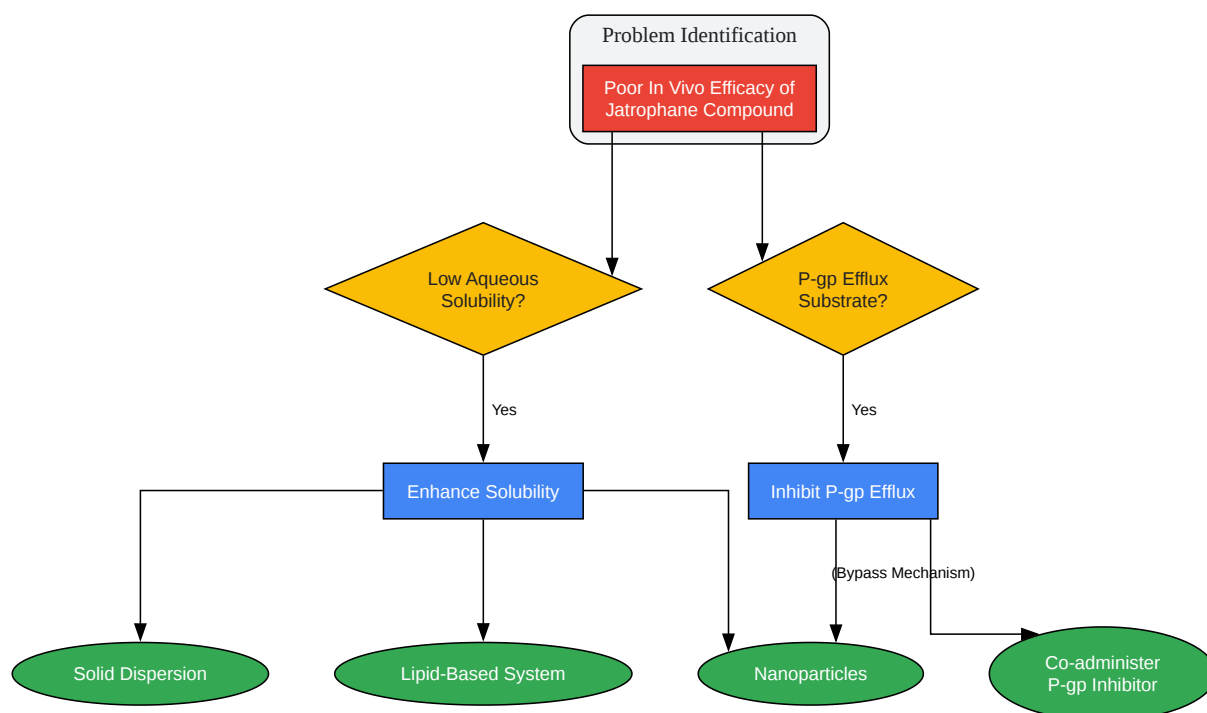 Problem Identification
Poor In Vivo Efficacy of
Jatrophane Compound
Low Aqueous
Solubility?
P-gp Efflux
Substrate?
Yes
Yes
Enhance Solubility
Inhibit P-gp Efflux
(Bypass Mechanism)
Solid Dispersion
Lipid-Based System
Nanoparticles
Co-administer
P-gp Inhibitor